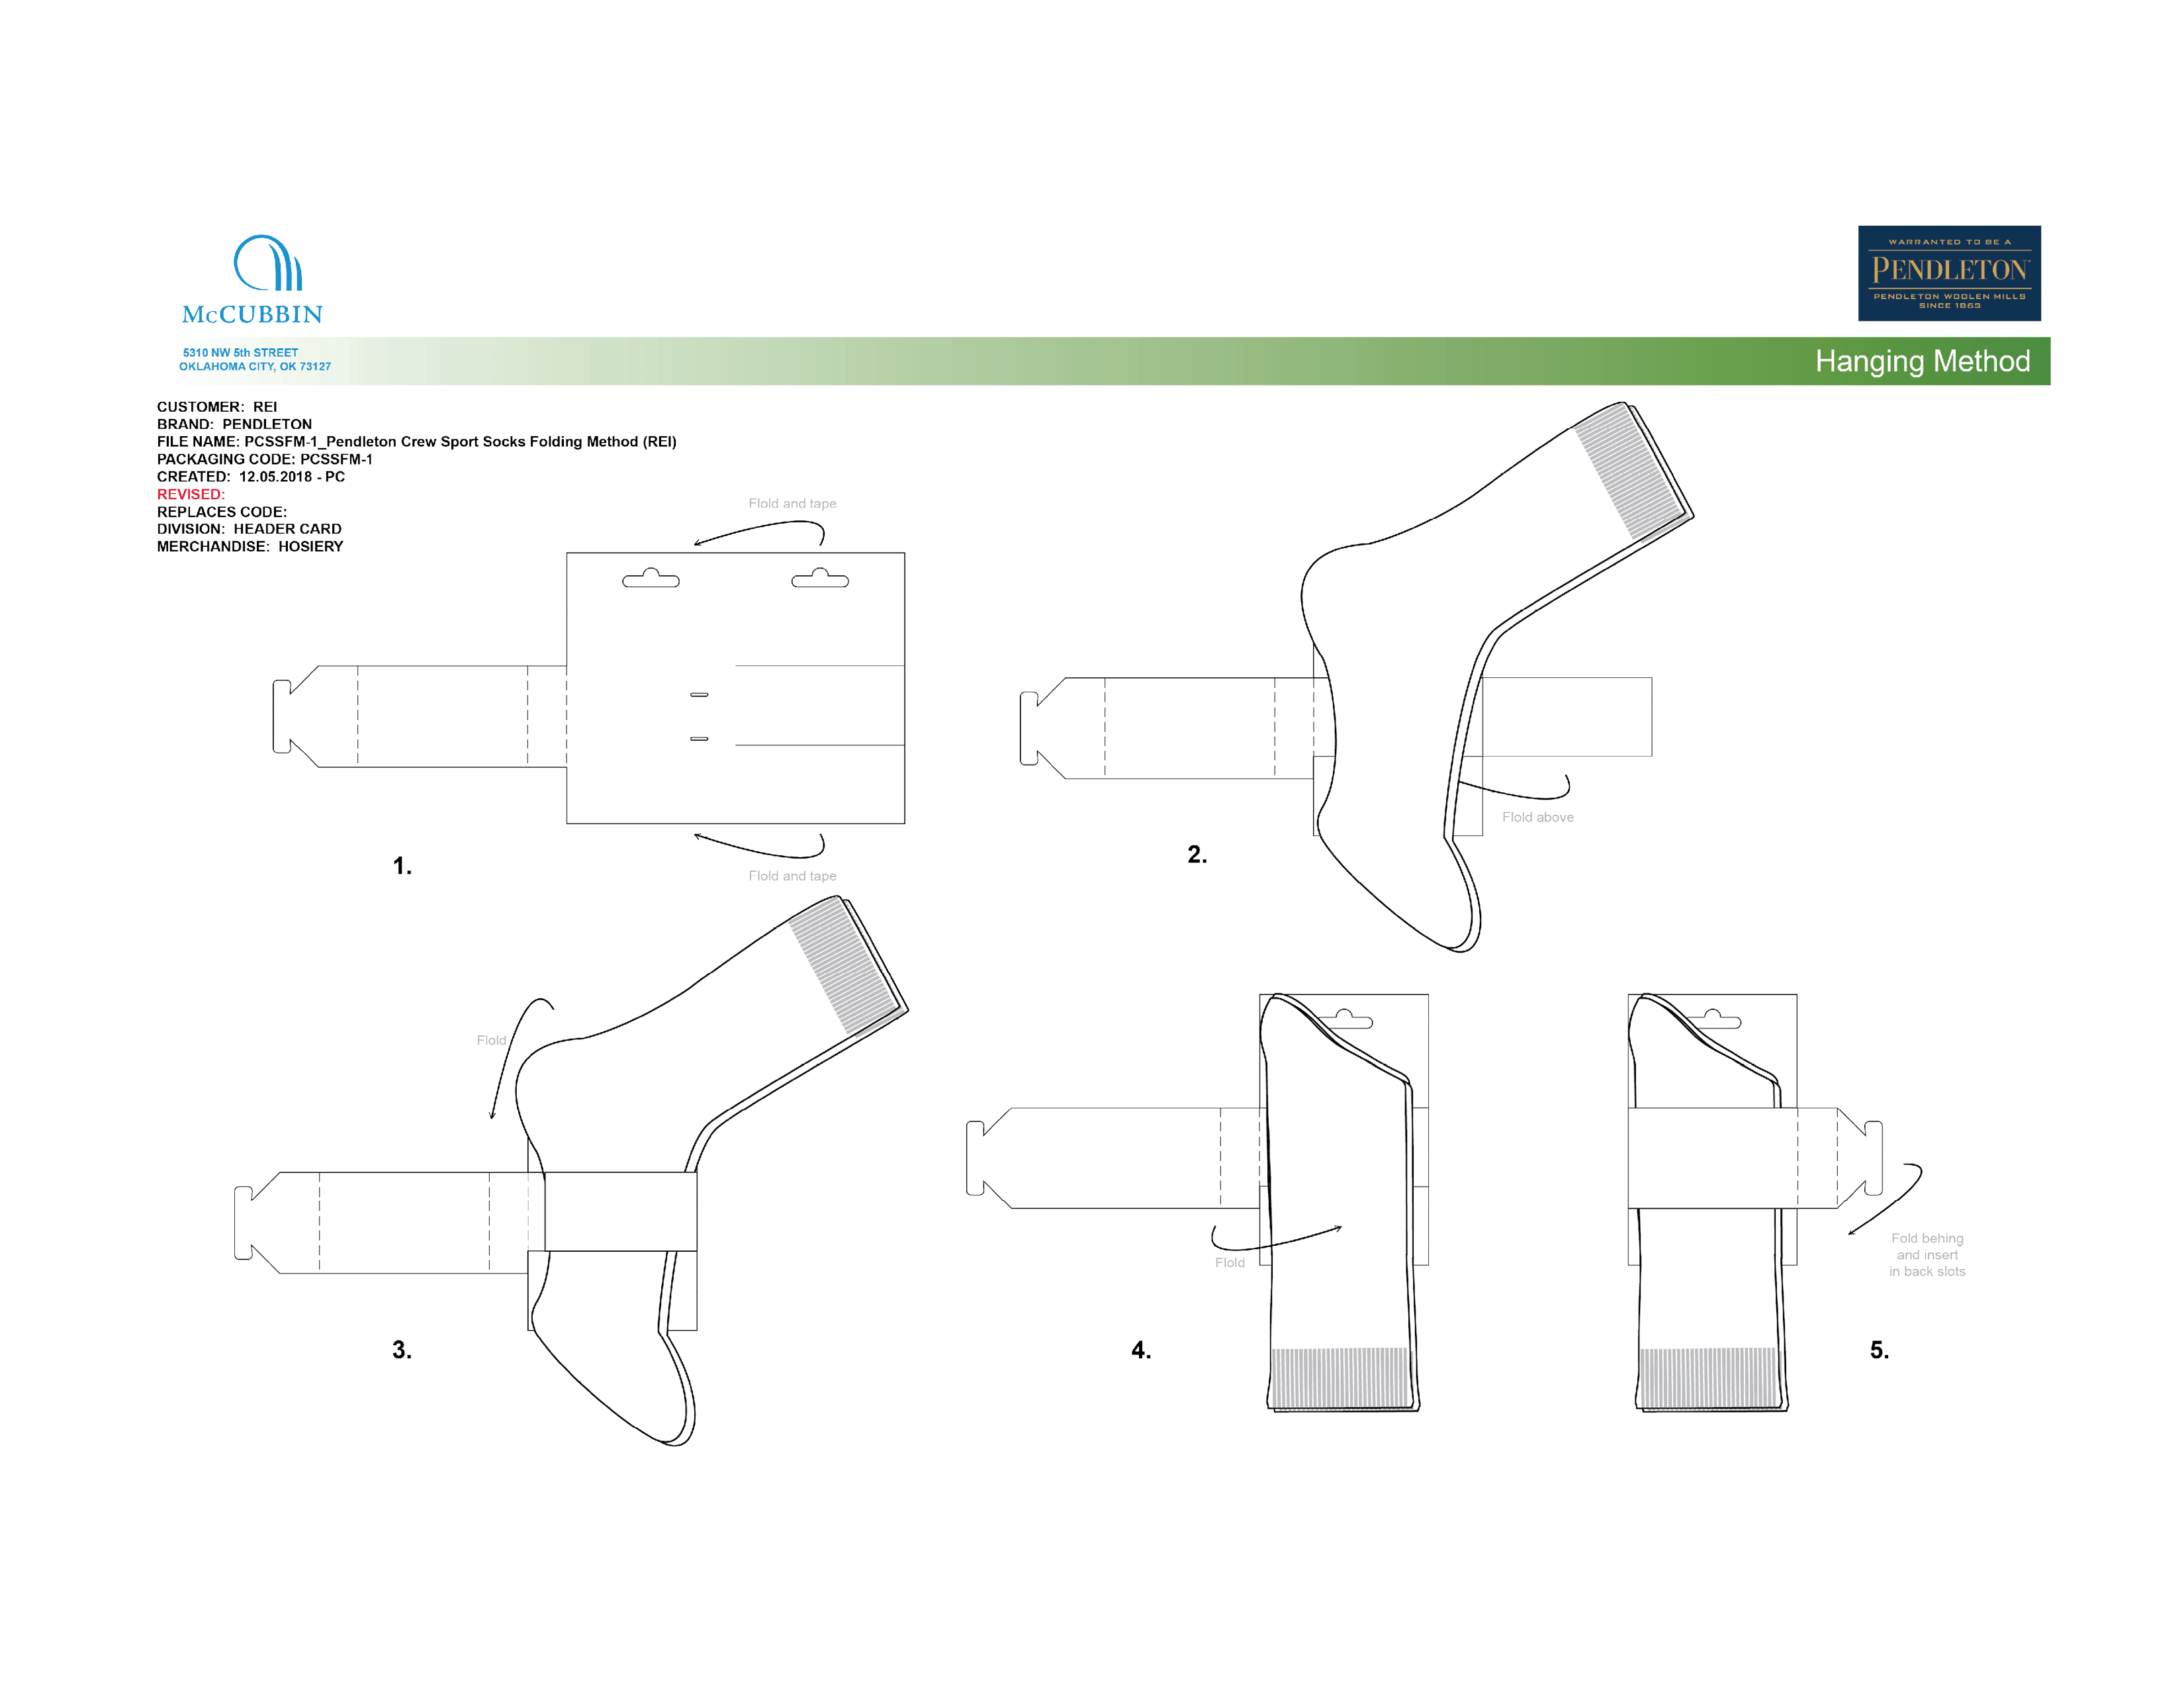 McCUBBIN
5310 NW 5th STREET
OKLAHOMA CITY, OK 73127
WARRANTED TO BE A
PENDLETON
PENDLETON WOOLEN MILLS
SINCE 1863
Hanging Method
CUSTOMER: REI
BRAND: PENDLETON
FILE NAME: PCSSFM-1_Pendleton Crew Sport Socks Folding Method (REI)
PACKAGING CODE: PCSSFM-1
CREATED: 12.05.2018 - PC
REVISED:
REPLACES CODE:
DIVISION: HEADER CARD
MERCHANDISE: HOSIERY
Flold and tape
Flold and tape
1.
Flold above
2.
Flold
3.
Flold
4.
Fold behing
and insert
in back slots
5.